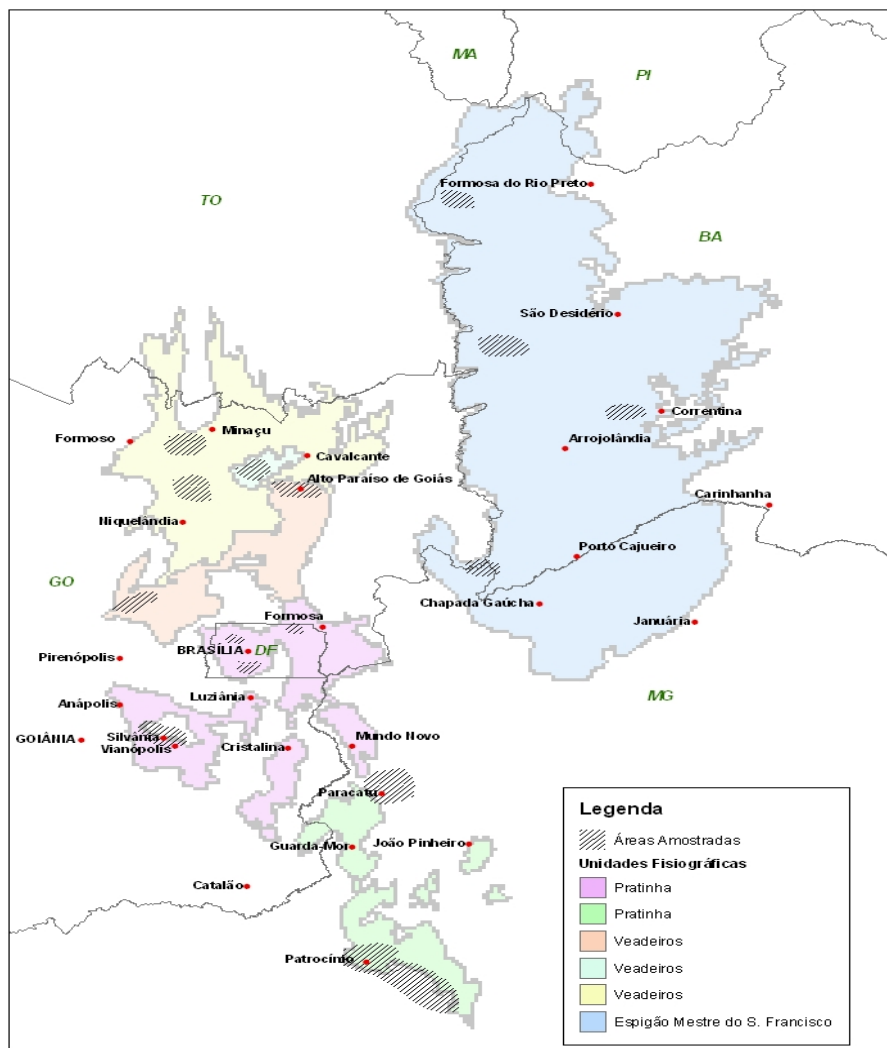 MA
PI
Formosa do Rio Preto
TO
BA
São Desidério
Correntina
Formoso
Minaçu
Cavalcante
Arrojolândia
Alto Paraíso de Goiás
Carinhanha
Niquelândia
Porto Cajueiro
GO
Chapada Gaúcha
Formosa
Januária
BRASÍLIA
DF
Pirenópolis
Luziânia
MG
Anápolis
Silvânia
GOIÂNIA
Vianópolis
Cristalina
Mundo Novo
Paracatu
Guarda-Mor
João Pinheiro
Catalão
Patrocínio
Legenda
Áreas Amostradas
Unidades Fisiográficas
Pratinha
Pratinha
Veadeiros
Veadeiros
Veadeiros
Espigão Mestre do S. Francisco